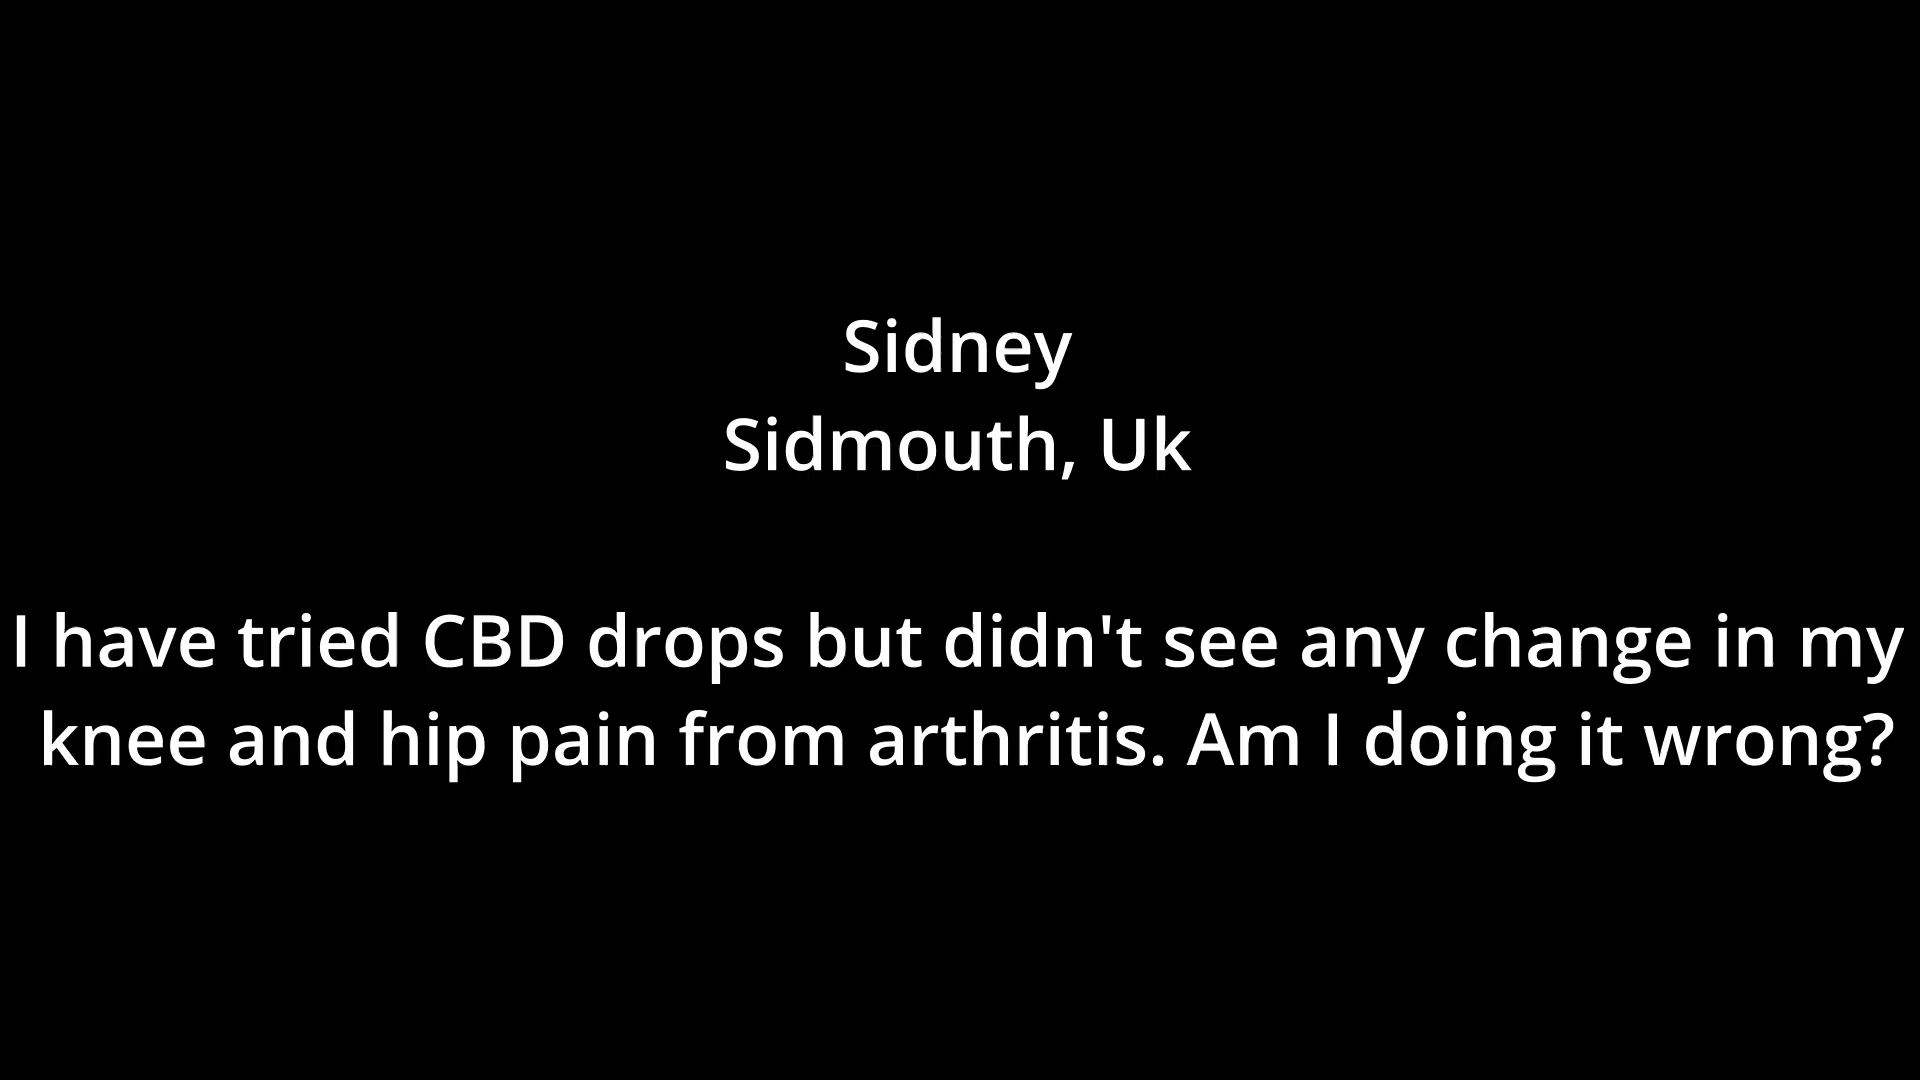 Sidney
Sidmouth, Uk
I have tried CBD drops but didn't see any change in my
knee and hip pain from arthritis. Am I doing it wrong?